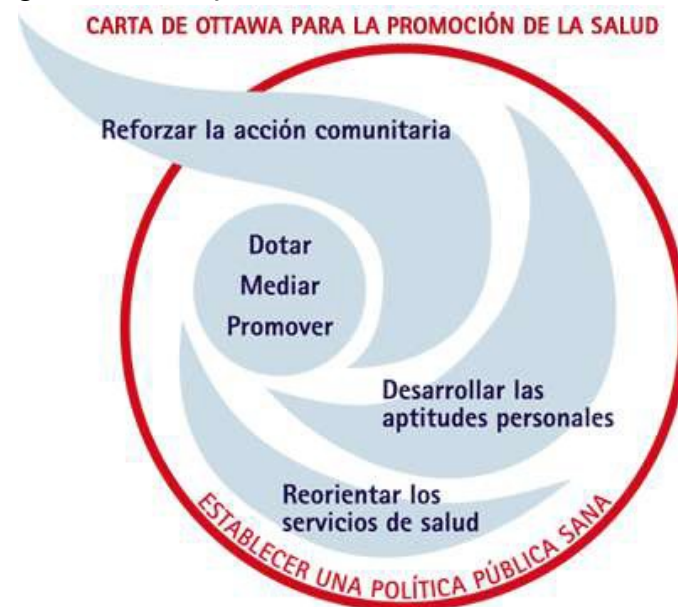 CARTA DE OTTAWA PARA LA PROMOCIÓN DE LA SALUD
Reforzar la acción comunitaria
Dotar
Mediar
Promover
Desarrollar las
aptitudes personales
Reorientar los
servicios de salud
ESTABLECER UNA POLÍTICA PÚBLICA SANA